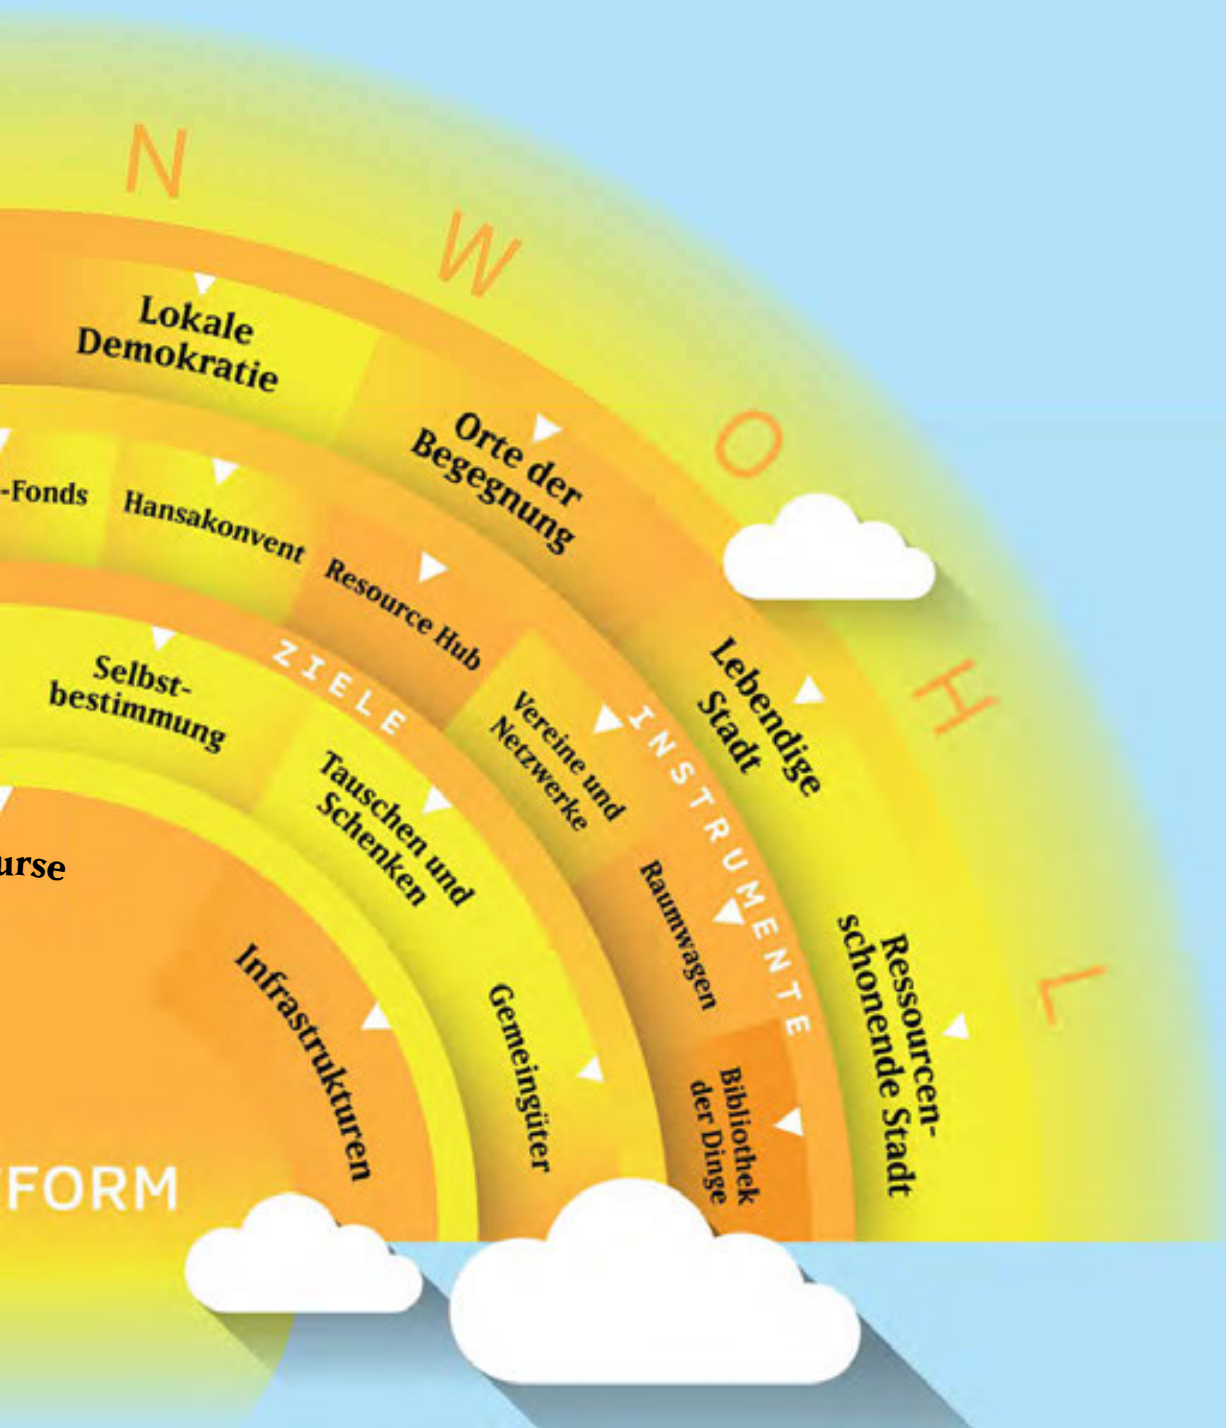 N W O H L
Lokale
Demokratie
Orte der
Begegnung
Lebendige
Stadt
Ressourcen-
schonende Stadt
INSTRUMENTE
-Fonds
Hansakonvent
Resource Hub
Vereine und
Netzwerke
Raumwagen
Bibliothek
der Dinge
ZIELE
Selbst-
bestimmung
Tauschen und
Schenken
Gemeingüter
urse
Infrastrukturen
FORM